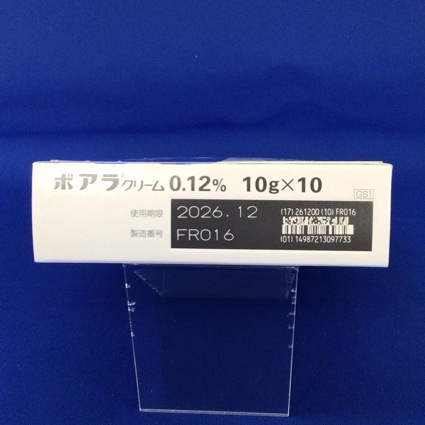 ボアラクリーム0.12% 10g×10
GS1
使用期限 2026.12
製造番号 FR016
(17) 261200 (10) FR016
(01) 14987213097733